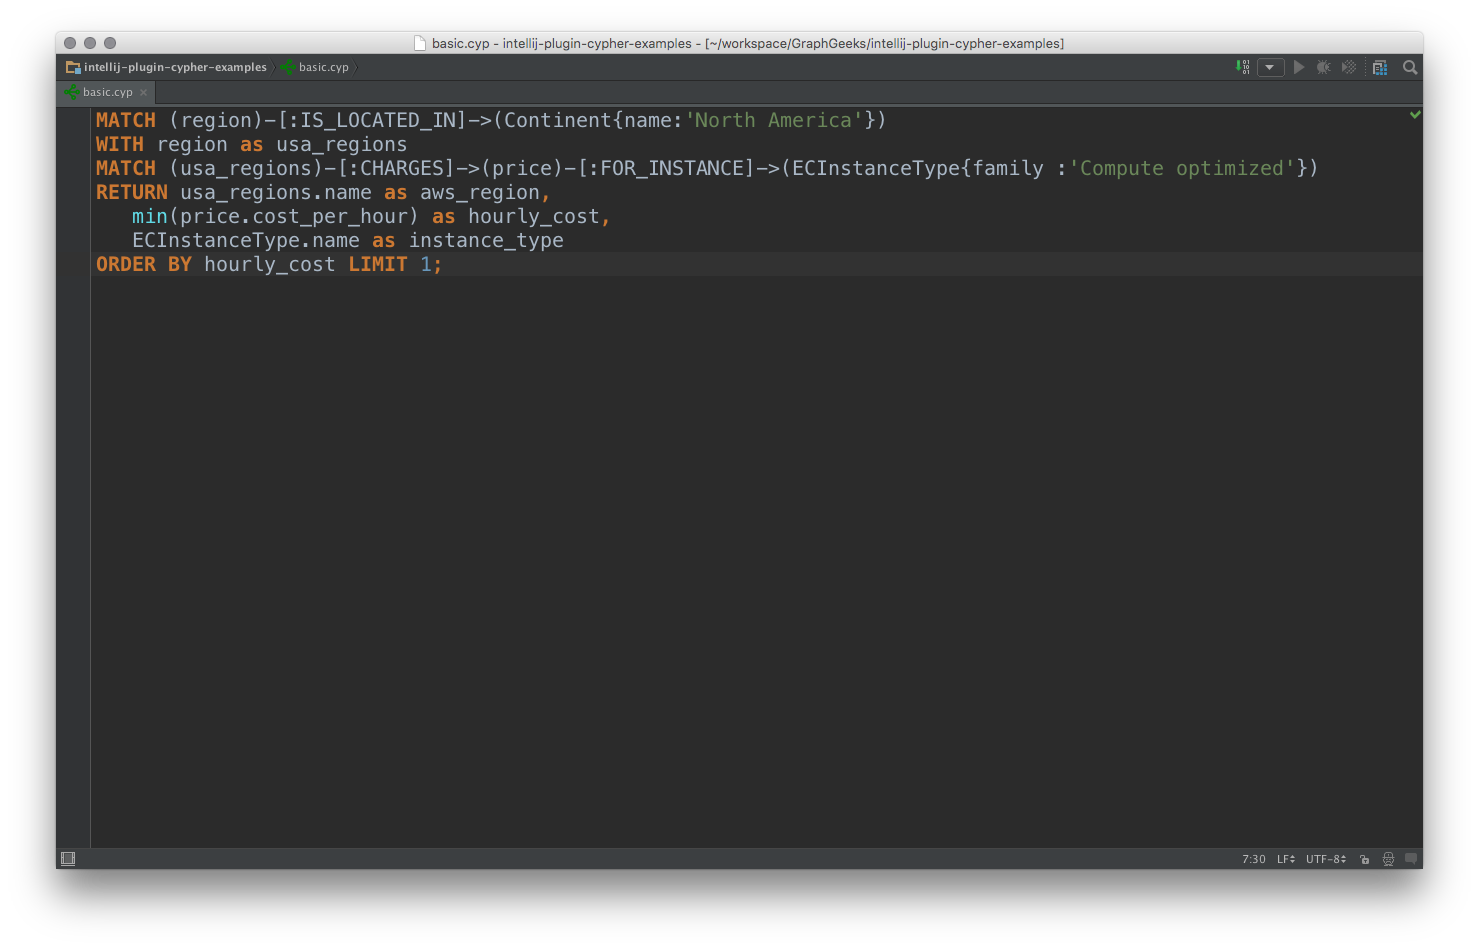 basic.cyp - intellij-plugin-cypher-examples - [~/workspace/GraphGeeks/intellij-plugin-cypher-examples]
intellij-plugin-cypher-examples basic.cyp
basic.cyp
MATCH (region)-[:IS_LOCATED_IN]->(Continent{name:'North America'})
WITH region as usa_regions
MATCH (usa_regions)-[:CHARGES]->(price)-[:FOR_INSTANCE]->(ECInstanceType{family :'Compute optimized'})
RETURN usa_regions.name as aws_region,
min(price.cost_per_hour) as hourly_cost,
ECInstanceType.name as instance_type
ORDER BY hourly_cost LIMIT 1;
7:30 LF UTF-8